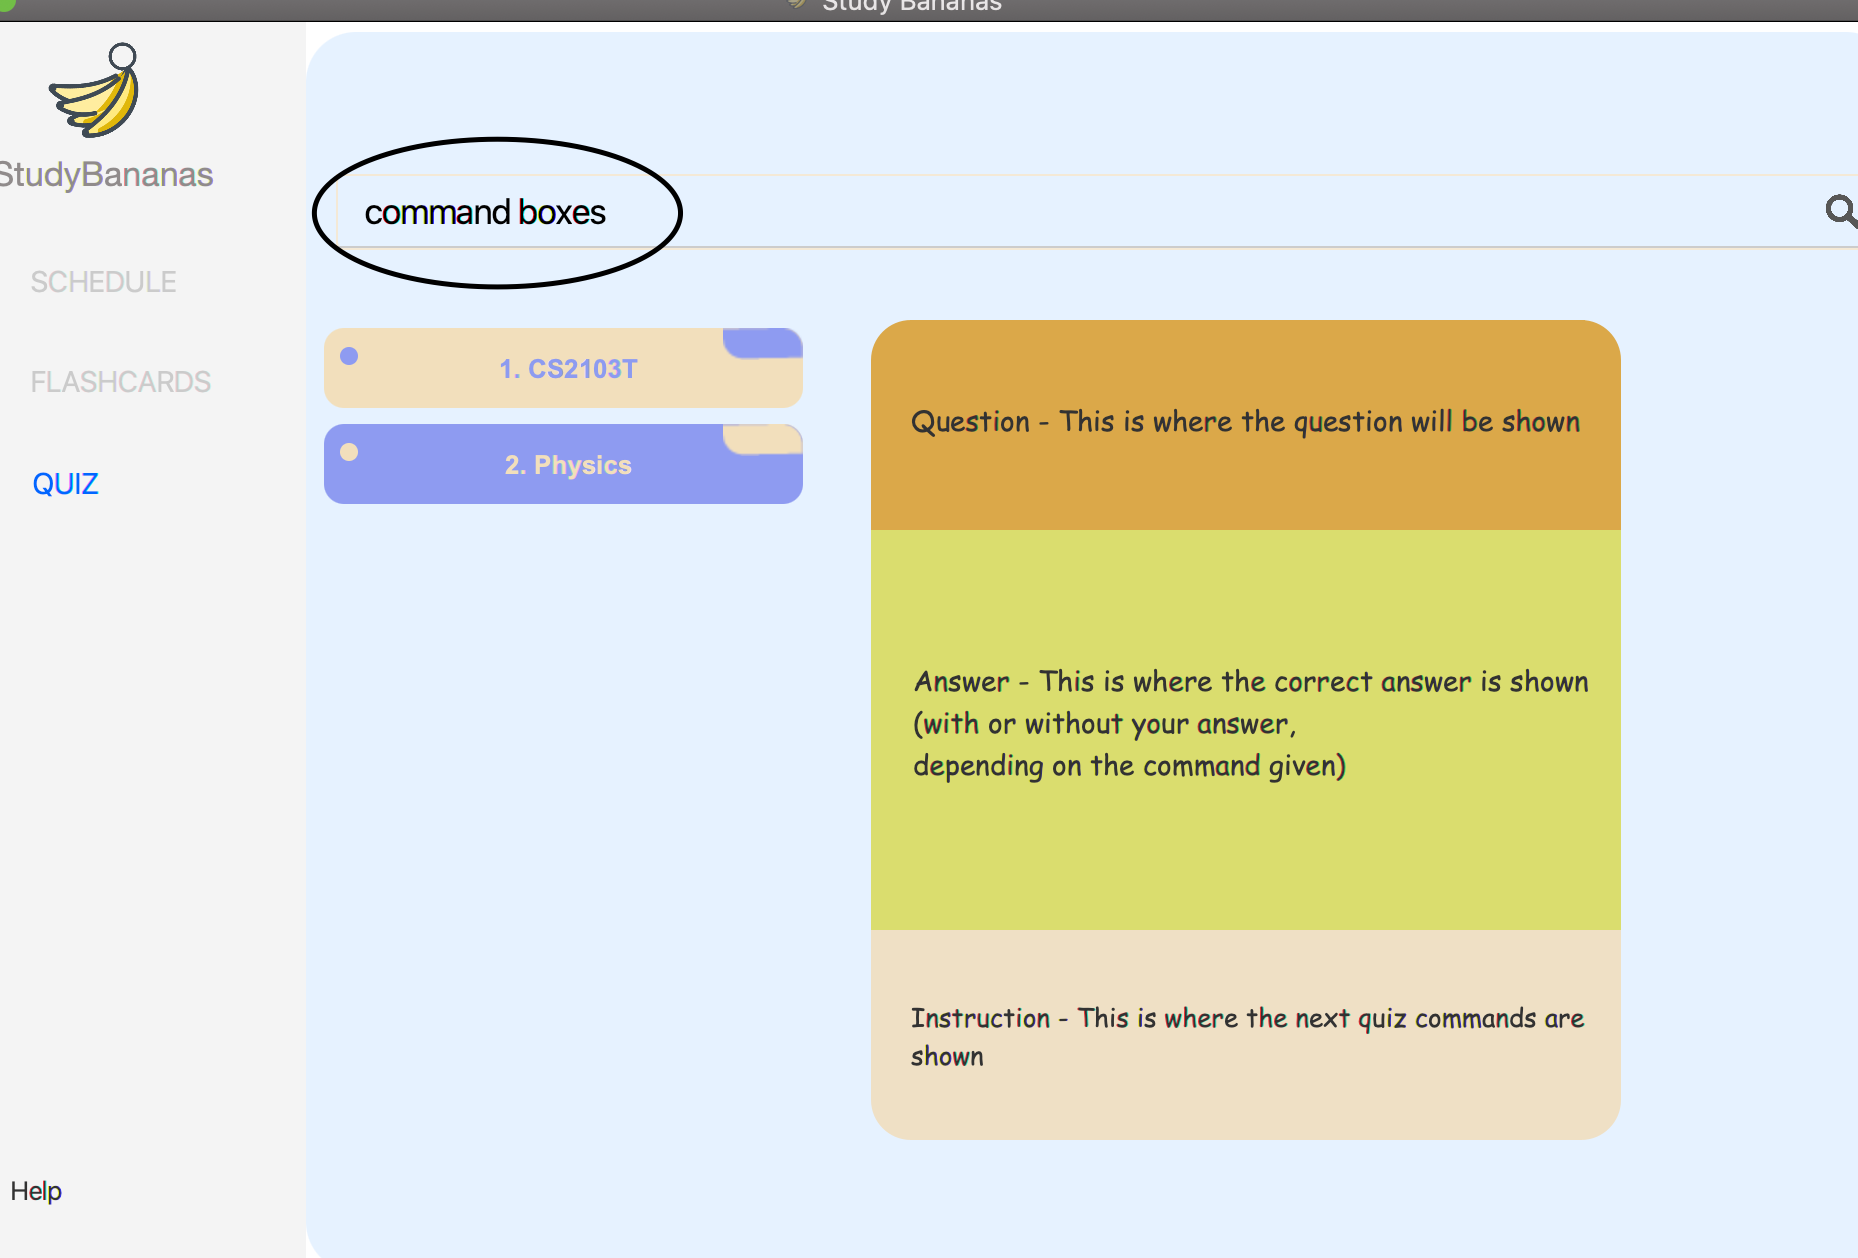 Study Bananas
StudyBananas
command boxes
SCHEDULE
FLASHCARDS
QUIZ
1. CS2103T
2. Physics
Question - This is where the question will be shown
Answer - This is where the correct answer is shown
(with or without your answer,
depending on the command given)
Instruction - This is where the next quiz commands are
shown
Help